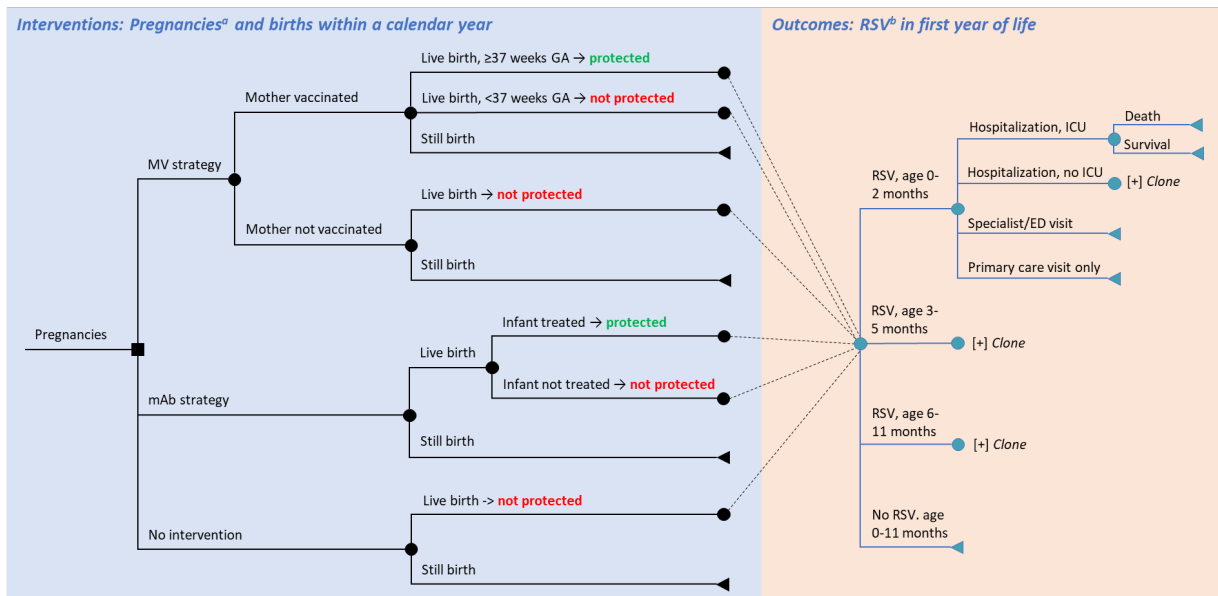 Interventions: Pregnanciesᵃ and births within a calendar year
Outcomes: RSVᵇ in first year of life
Live birth, ≥37 weeks GA → protected
Mother vaccinated
Live birth, <37 weeks GA → not protected
Still birth
MV strategy
Live birth → not protected
Mother not vaccinated
Still birth
Pregnancies
Infant treated → protected
Live birth
Infant not treated → not protected
mAb strategy
Still birth
Live birth -> not protected
No intervention
Still birth
Death
Hospitalization, ICU
Survival
RSV, age 0-
2 months
Hospitalization, no ICU
[+] Clone
Specialist/ED visit
Primary care visit only
RSV, age 3-
5 months
[+] Clone
RSV, age 6-
11 months
[+] Clone
No RSV. age
0-11 months